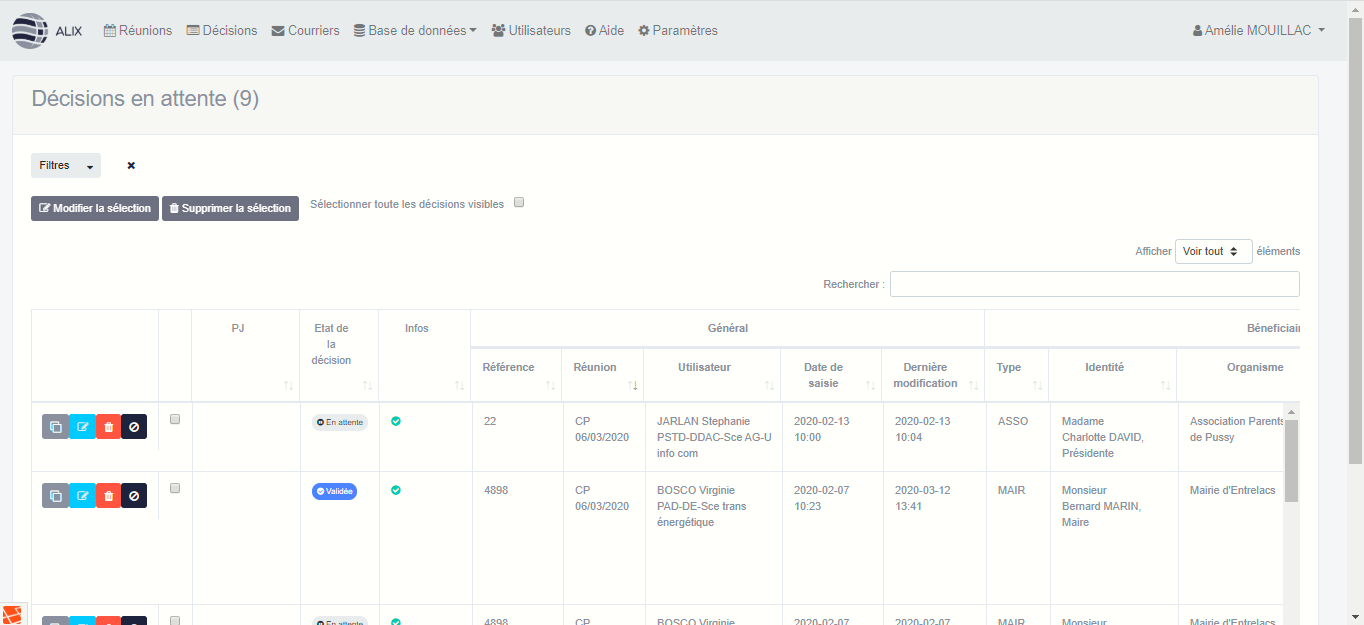 ALIX Réunions Décisions Courriers Base de données Utilisateurs Aide Paramètres Amélie MOUILLAC
Décisions en attente (9)
Filtres
Modifier la sélection Supprimer la sélection Sélectionner toute les décisions visibles
Afficher Voir tout éléments
Rechercher :
PJ Etat de la décision Infos Général Béneficiair
Référence Réunion Utilisateur Date de saisie Dernière modification Type Identité Organisme
En attente 22 CP JARLAN Stephanie 2020-02-13 2020-02-13 ASSO Madame Association Parents
06/03/2020 PSTD-DDAC-Sce AG-U 10:00 10:04 Charlotte DAVID, de Pussy
info com Présidente
Validée 4898 CP BOSCO Virginie 2020-02-07 2020-03-12 MAIR Monsieur Mairie d'Entrelacs
06/03/2020 PAD-DE-Sce trans 10:23 13:41 Bernard MARIN,
énergétique Maire
En attente 4898 CP BOSCO Virginie 2020-02-07 2020-02-07 MAIR Monsieur Mairie d'Entrelacs